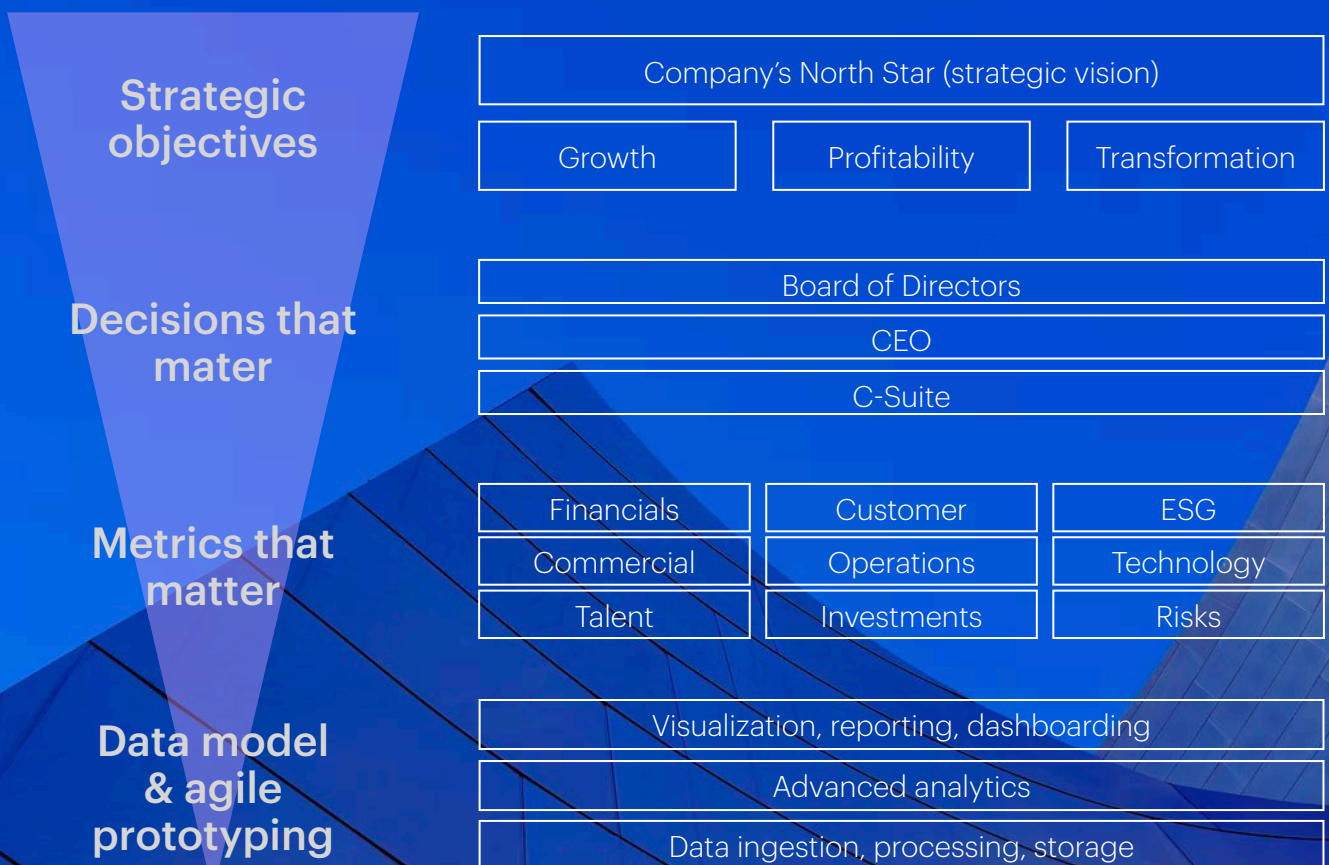 Strategic
objectives
Company’s North Star (strategic vision)
Growth
Profitability
Transformation
Decisions that
mater
Board of Directors
CEO
C-Suite
Metrics that
matter
Financials
Customer
ESG
Commercial
Operations
Technology
Talent
Investments
Risks
Data model
& agile
prototyping
Visualization, reporting, dashboarding
Advanced analytics
Data ingestion, processing, storage